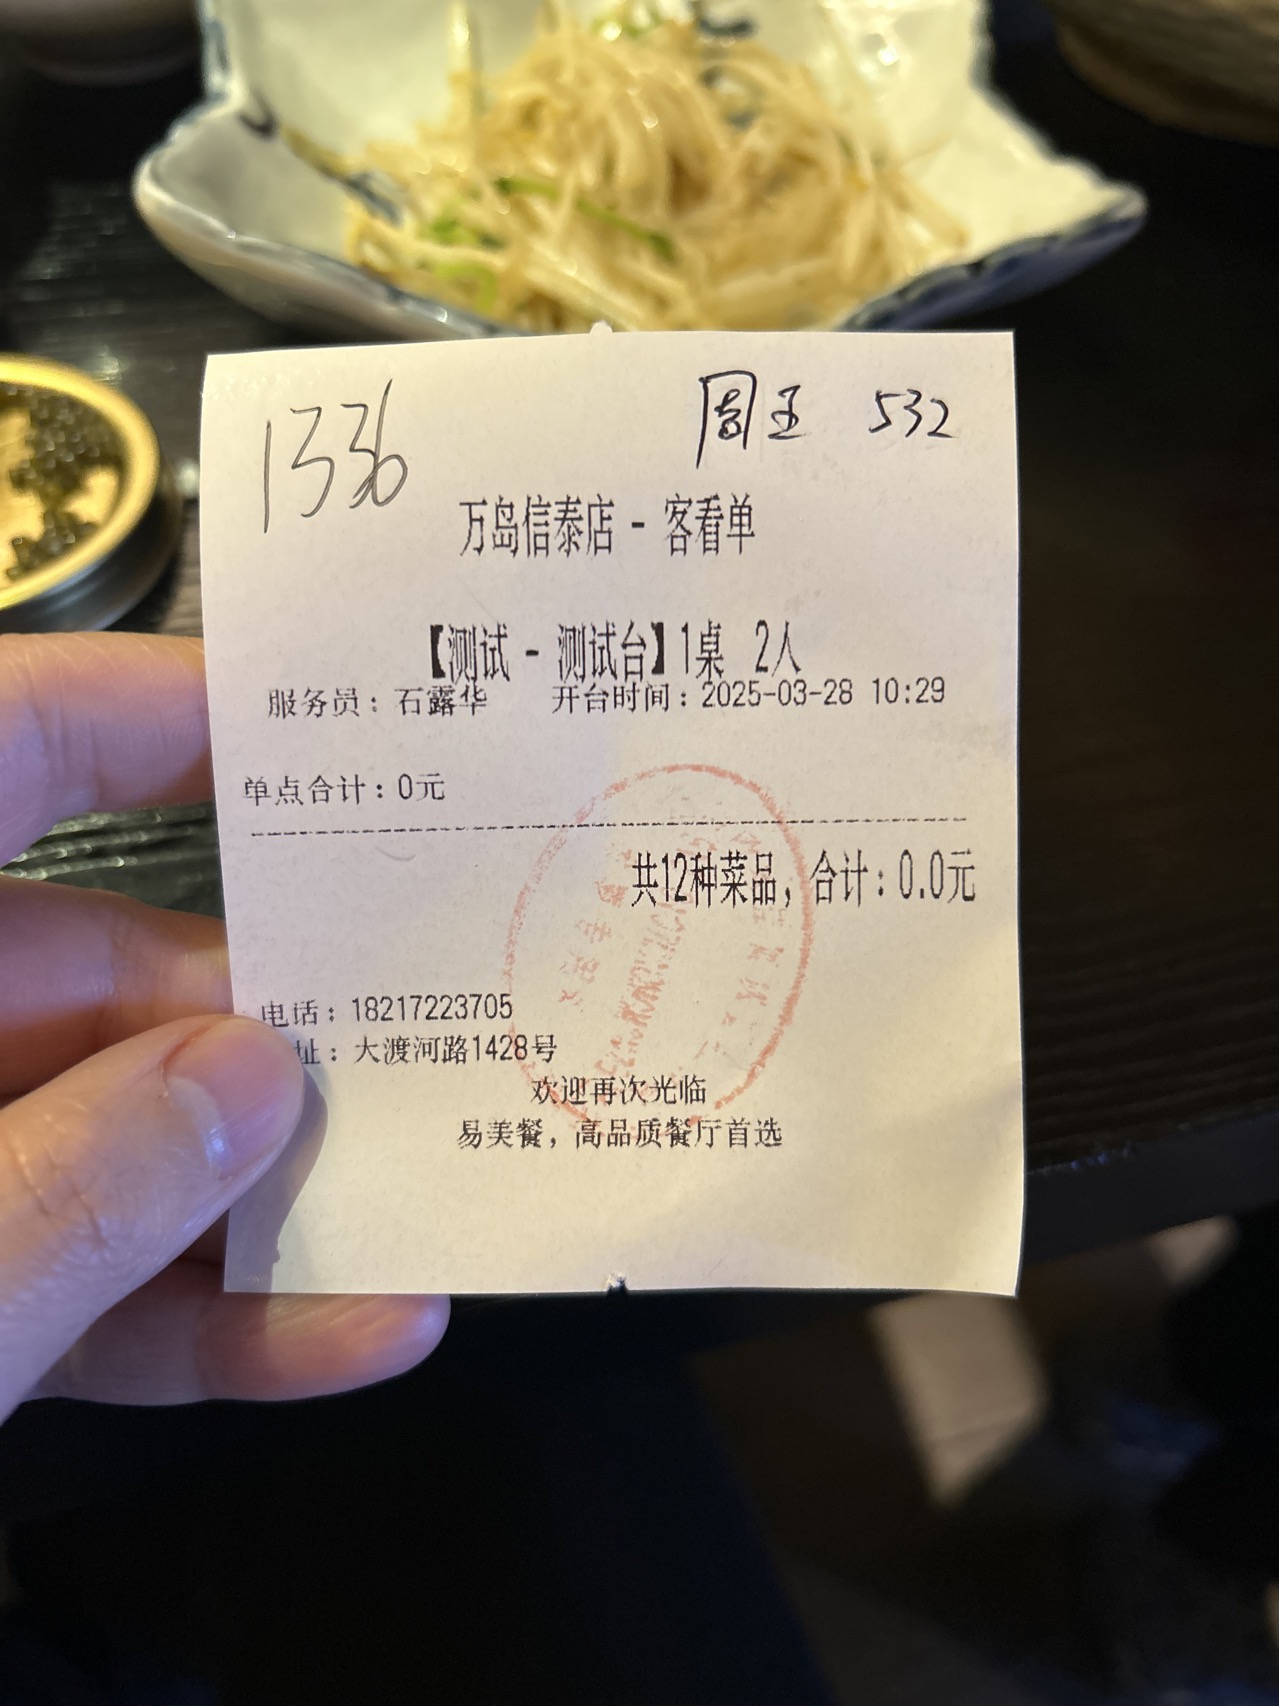 1336
周五 532
万岛信泰店 - 客看单
【测试 - 测试台】1桌 2人
服务员：石露华 开台时间：2025-03-28 10:29
单点合计：0元
共12种菜品，合计：0.0元
电话：18217223705
址：大渡河路1428号
欢迎再次光临
易美餐，高品质餐厅首选